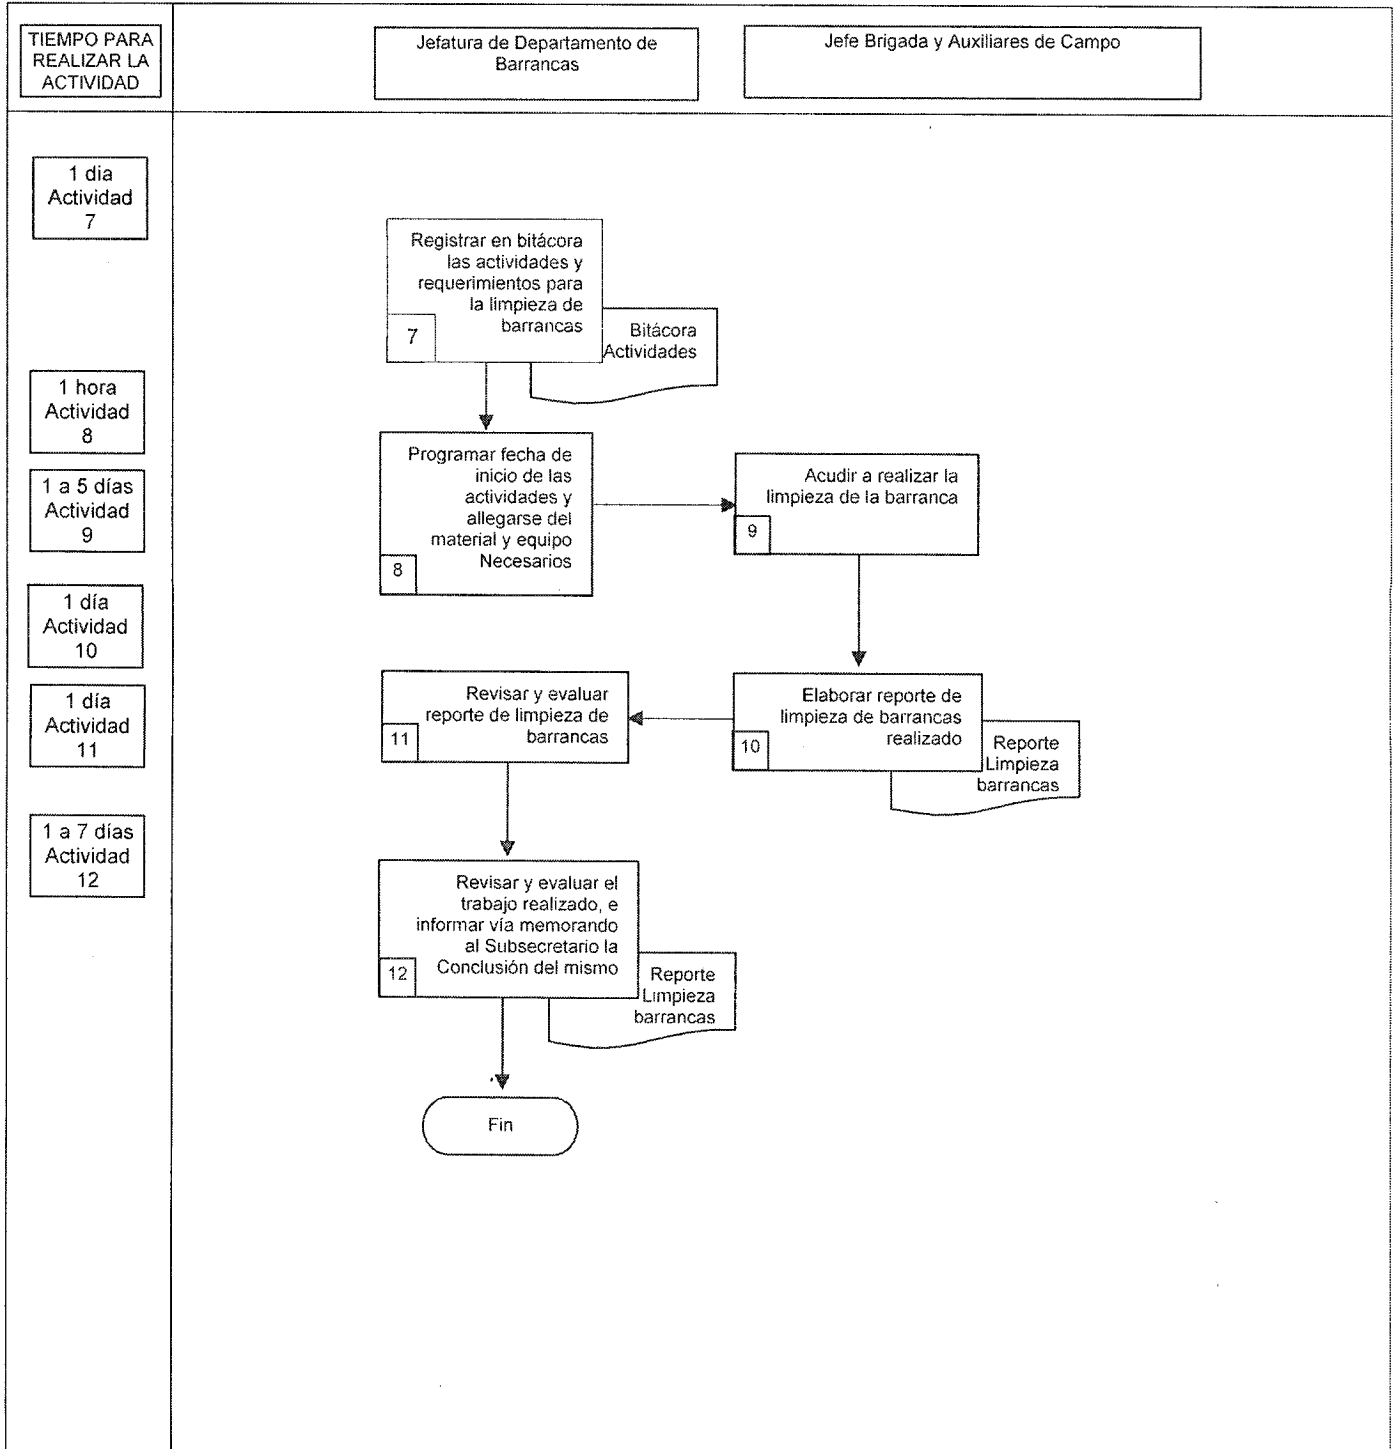 TIEMPO PARA
REALIZAR LA
ACTIVIDAD
Jefatura de Departamento de
Barrancas
Jefe Brigada y Auxiliares de Campo
1 día
Actividad
7
Registrar en bitácora
las actividades y
requerimientos para
la limpieza de
barrancas
7
Bitácora
Actividades
1 hora
Actividad
8
Programar fecha de
inicio de las
actividades y
allegarse del
material y equipo
Necesarios
8
1 a 5 días
Actividad
9
Acudir a realizar la
limpieza de la barranca
9
1 día
Actividad
10
Elaborar reporte de
limpieza de barrancas
realizado
10
Reporte
Limpieza
barrancas
1 día
Actividad
11
Revisar y evaluar
reporte de limpieza de
barrancas
11
1 a 7 días
Actividad
12
Revisar y evaluar el
trabajo realizado, e
informar vía memorando
al Subsecretario la
Conclusión del mismo
12
Reporte
Limpieza
barrancas
Fin